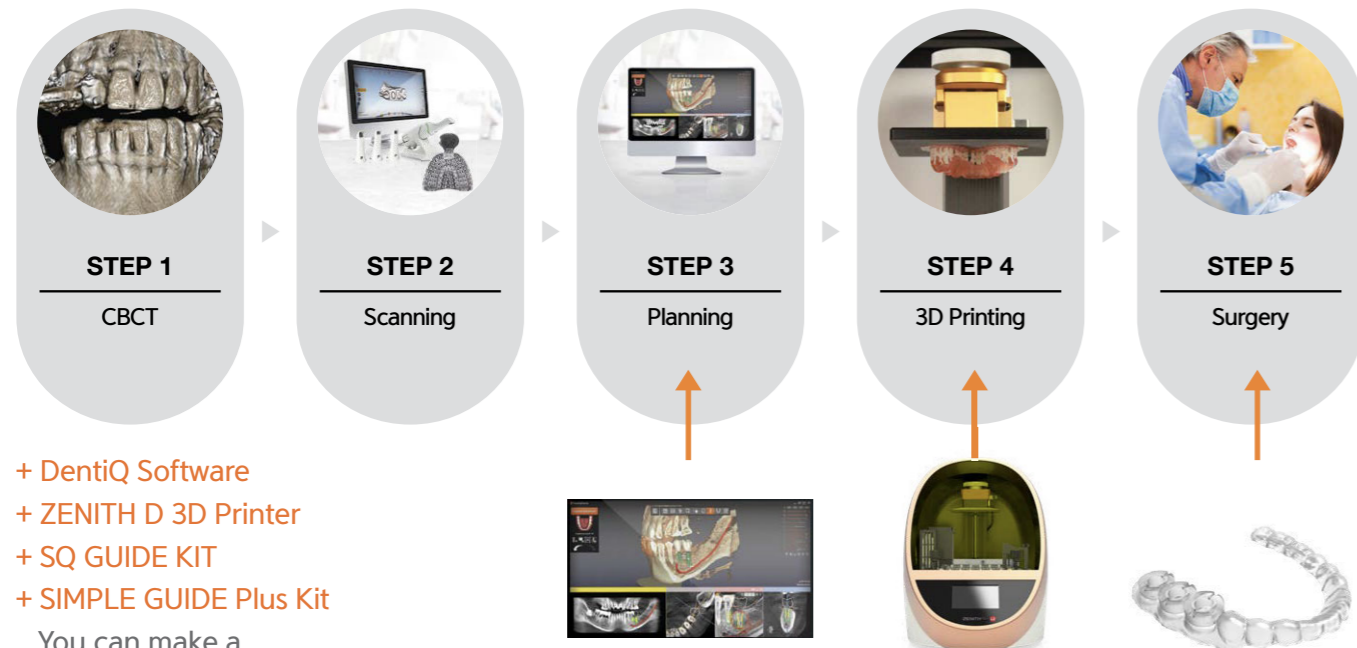 STEP 1
CBCT
STEP 2
Scanning
STEP 3
Planning
STEP 4
3D Printing
STEP 5
Surgery
+ DentiQ Software
+ ZENITH D 3D Printer
+ SQ GUIDE KIT
+ SIMPLE GUIDE Plus Kit
You can make a